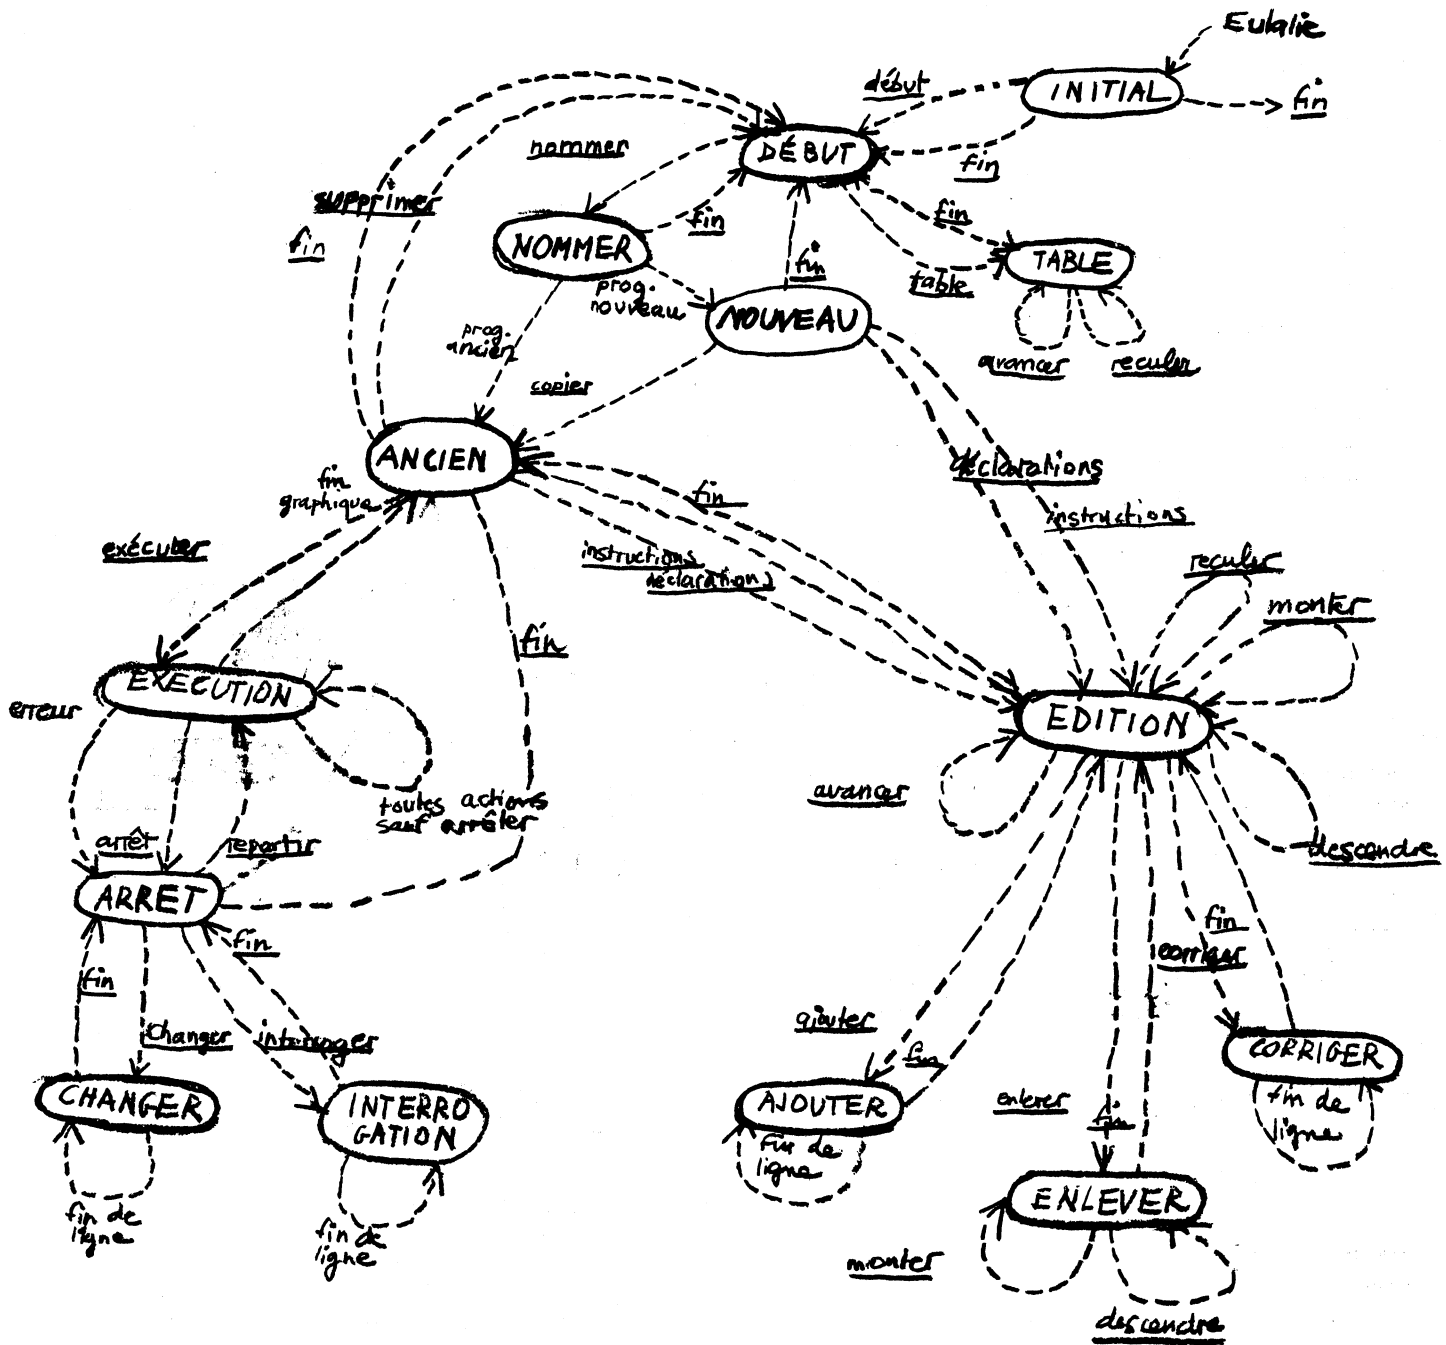 Eulalie
début
INITIAL
fin
nommer
DÉBUT
fin
supprimer
fin
fin
fin
NOMMER
TABLE
prog.
nouveau
fin
table
NOUVEAU
prog.
ancien
avancer
reculer
copier
ANCIEN
déclarations
fin
graphique
fin
instructions
exécuter
instructions
déclarations
reculer
monter
fin
EXECUTION
erreur
EDITION
toutes actions
sauf arrêter
avancer
arrêt
repartir
descendre
ARRET
fin
fin
corriger
fin
changer
interroger
ajouter
fin
CORRIGER
CHANGER
INTERRO
GATION
AJOUTER
enlever
fin
fin de
ligne
fin de
ligne
ENLEVER
fin de
ligne
fin de
ligne
monter
descendre